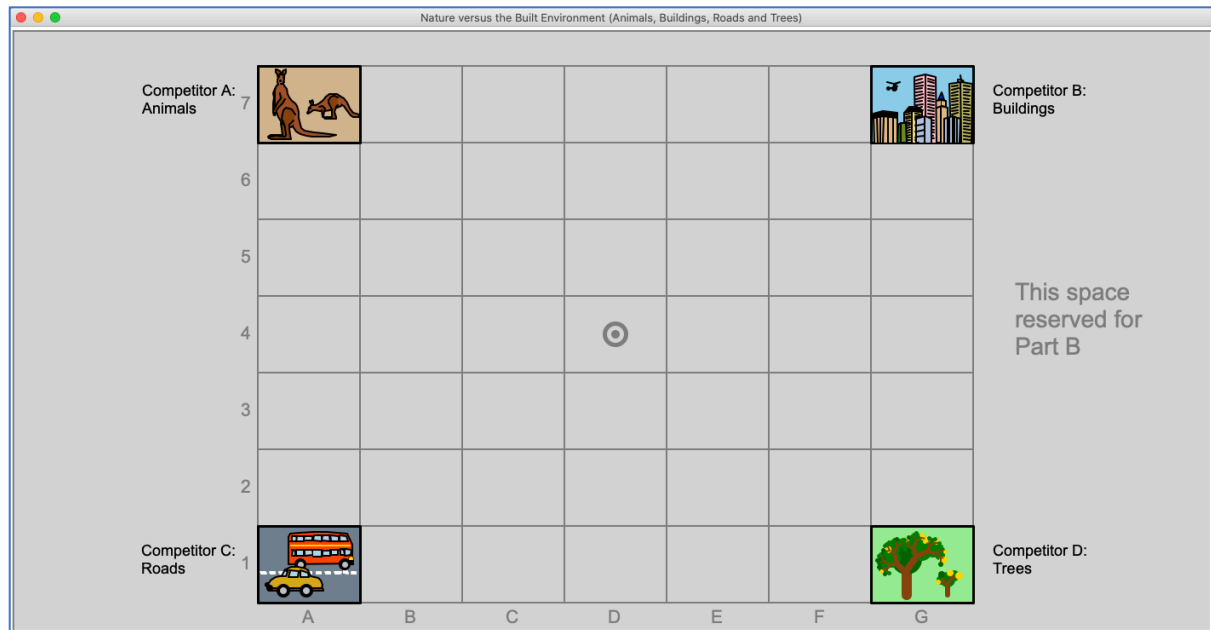 Nature versus the Built Environment (Animals, Buildings, Roads and Trees)
Competitor A:
Animals
7
Competitor B:
Buildings
6
5
4
This space
reserved for
Part B
3
2
Competitor C:
Roads
1
Competitor D:
Trees
A B C D E F G